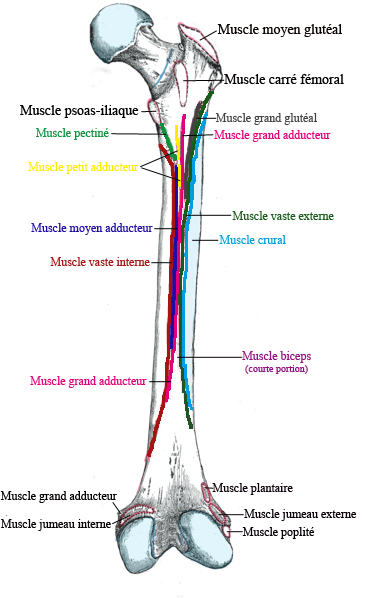 Muscle moyen glutéal
Muscle carré fémoral
Muscle psoas-iliaque
Muscle grand glutéal
Muscle pectiné
Muscle grand adducteur
Muscle petit adducteur
Muscle vaste externe
Muscle moyen adducteur
Muscle crural
Muscle vaste interne
Muscle biceps
(courte portion)
Muscle grand adducteur
Muscle plantaire
Muscle grand adducteur
Muscle jumeau externe
Muscle jumeau interne
Muscle poplité